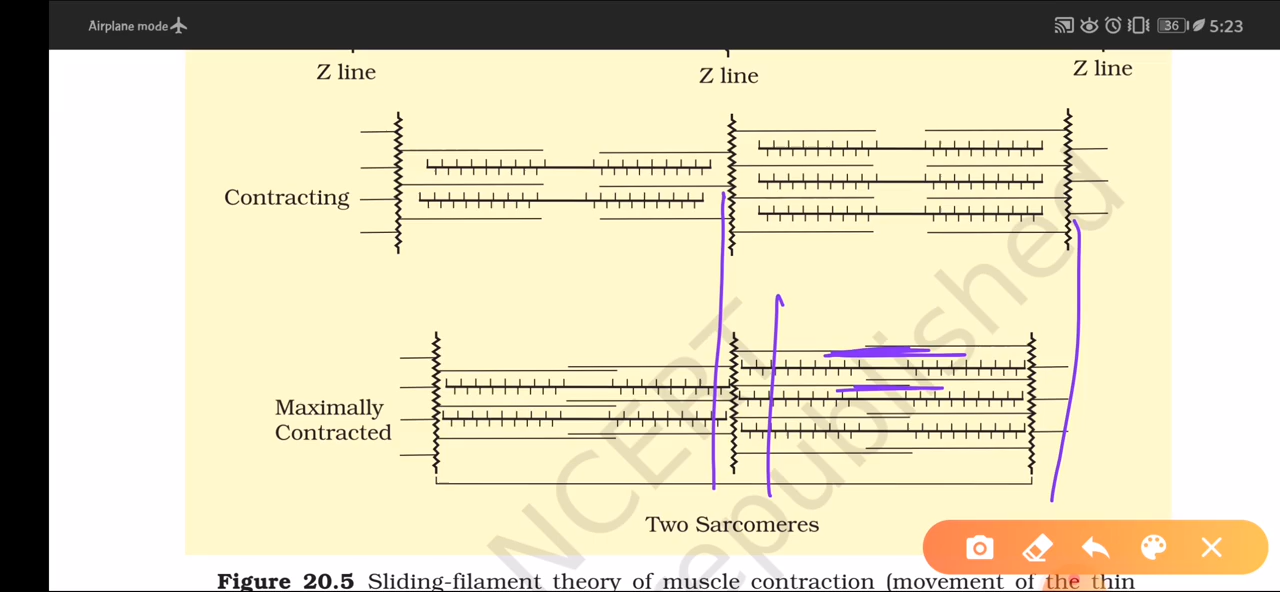 Airplane mode
36 5:23
Z line Z line Z line
Contracting
Maximally
Contracted
Two Sarcomeres
NCERT
republished
Figure 20.5 Sliding-filament theory of muscle contraction (movement of the thin